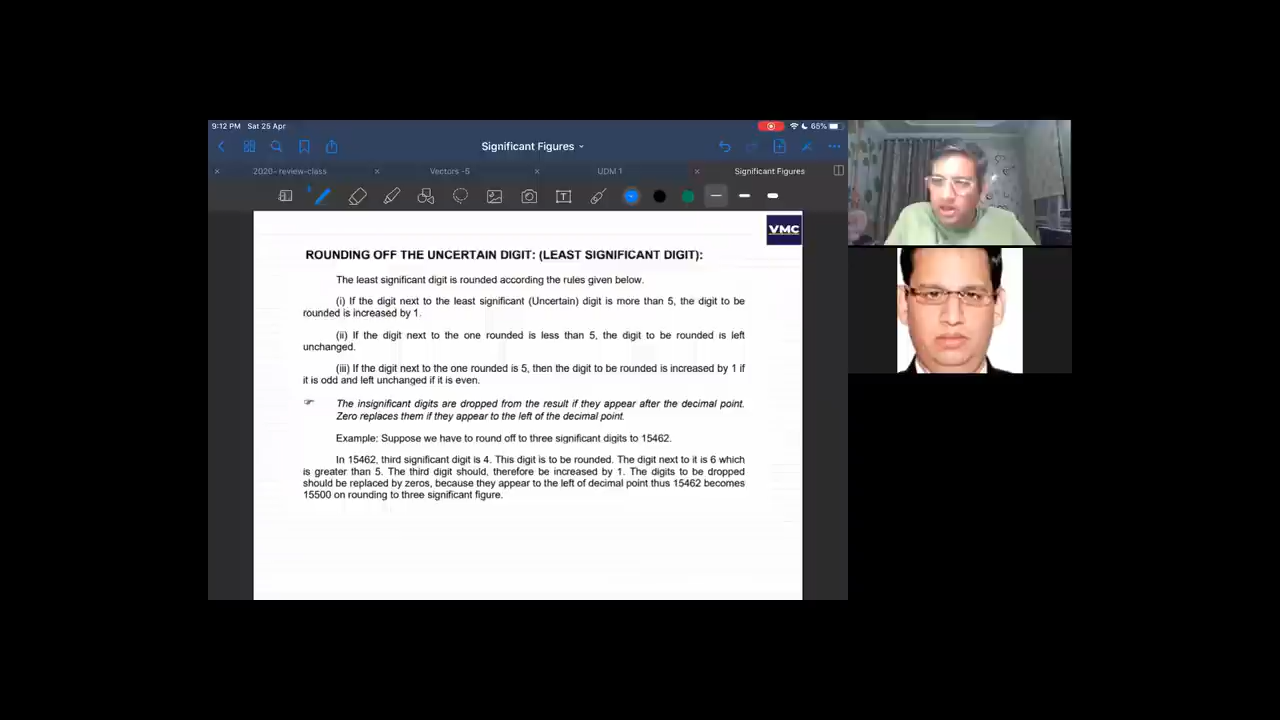 9:12 PM Sat 25 Apr
65%
Significant Figures
2020- review-class
Vectors -5
UDM 1
Significant Figures
VMC
ROUNDING OFF THE UNCERTAIN DIGIT: (LEAST SIGNIFICANT DIGIT):
The least significant digit is rounded according the rules given below.
(i) If the digit next to the least significant (Uncertain) digit is more than 5, the digit to be
rounded is increased by 1.
(ii) If the digit next to the one rounded is less than 5, the digit to be rounded is left
unchanged.
(iii) If the digit next to the one rounded is 5, then the digit to be rounded is increased by 1 if
it is odd and left unchanged if it is even.
The insignificant digits are dropped from the result if they appear after the decimal point.
Zero replaces them if they appear to the left of the decimal point.
Example: Suppose we have to round off to three significant digits to 15462.
In 15462, third significant digit is 4. This digit is to be rounded. The digit next to it is 6 which
is greater than 5. The third digit should, therefore be increased by 1. The digits to be dropped
should be replaced by zeros, because they appear to the left of decimal point thus 15462 becomes
15500 on rounding to three significant figure.